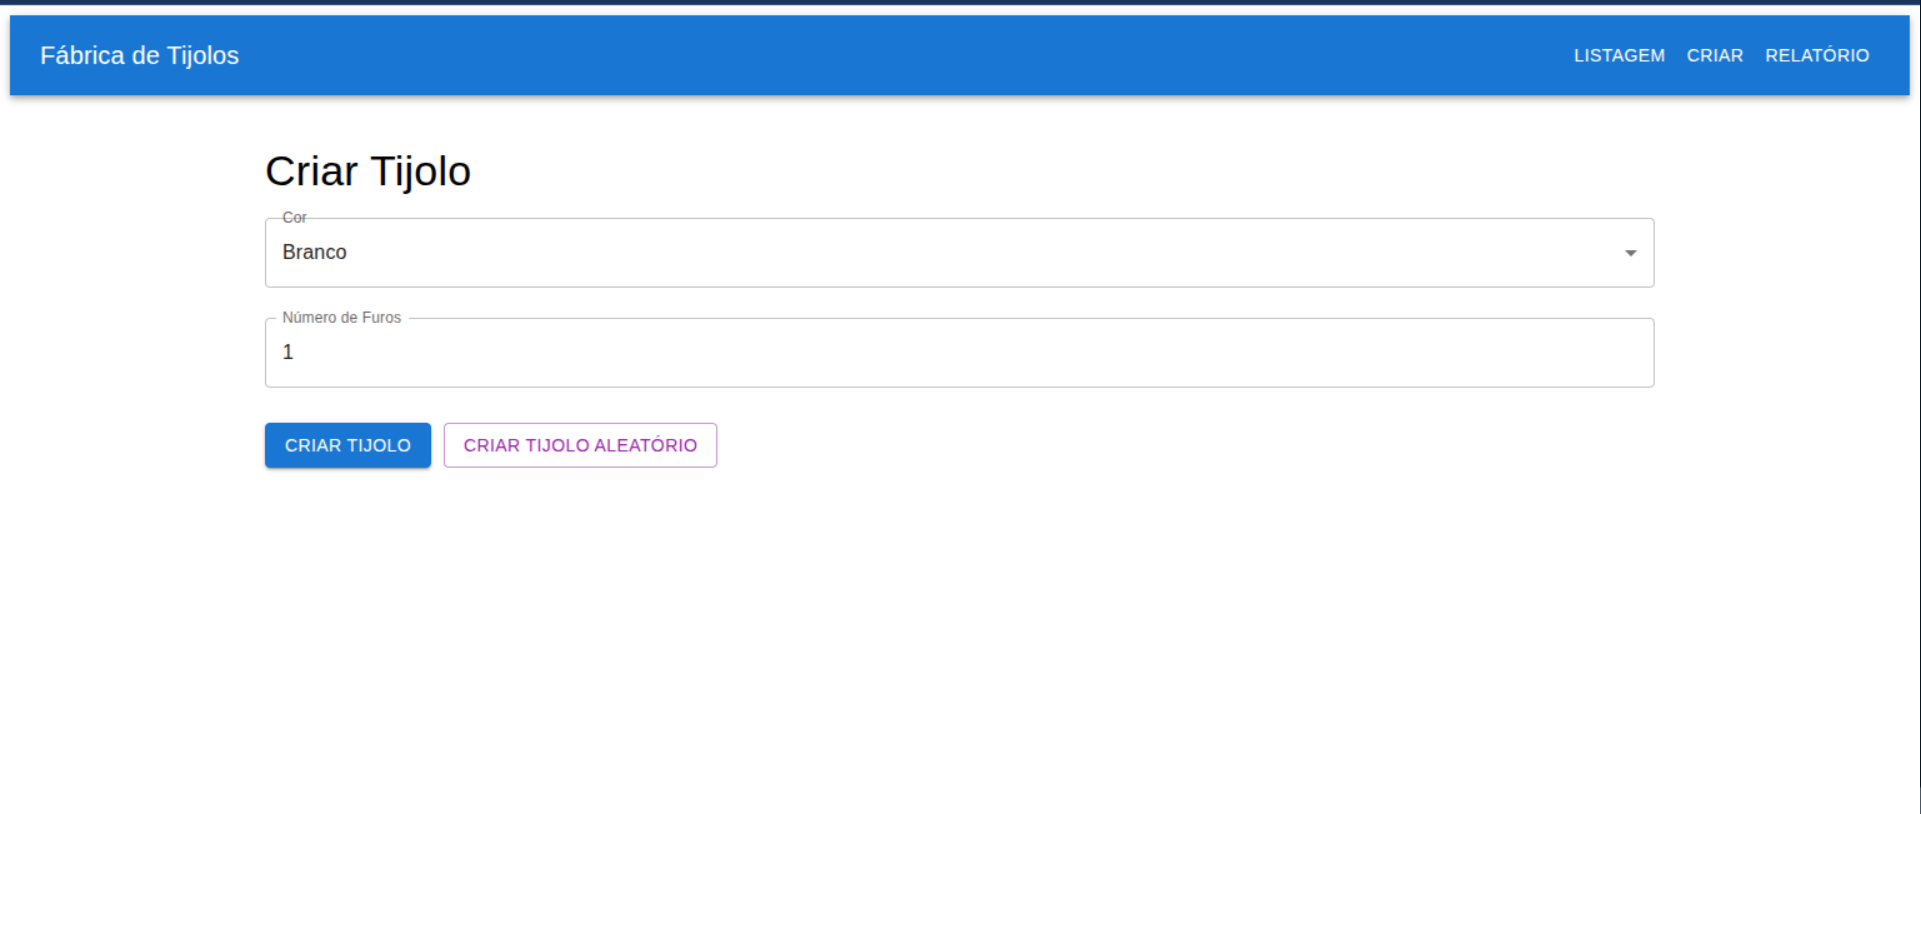 Fábrica de Tijolos
LISTAGEM CRIAR RELATÓRIO
Criar Tijolo
Cor
Branco
Número de Furos
1
CRIAR TIJOLO CRIAR TIJOLO ALEATÓRIO